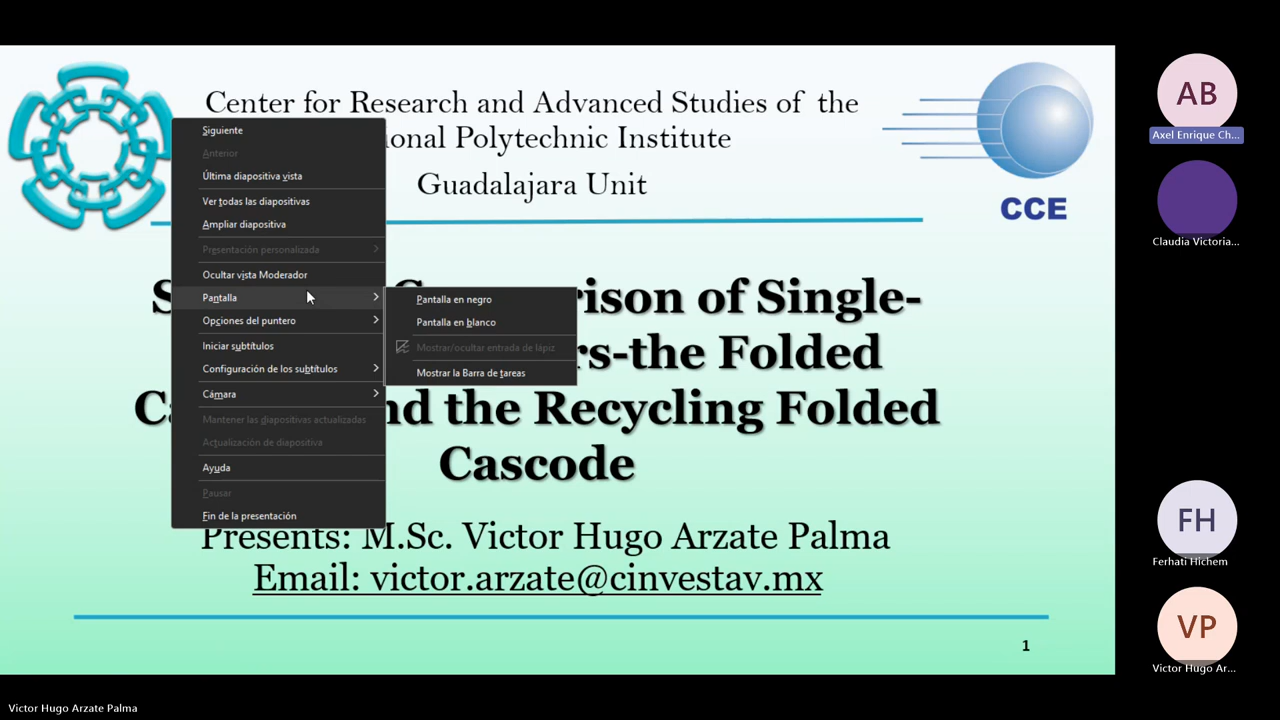 Center for Research and Advanced Studies of the
ional Polytechnic Institute
Guadalajara Unit
CCE
Siguiente
Anterior
Última diapositiva vista
Ver todas las diapositivas
Ampliar diapositiva
Presentación personalizada
Ocultar vista Moderador
Pantalla
Opciones del puntero
Iniciar subtítulos
Configuración de los subtítulos
Cámara
Mantener las diapositivas actualizadas
Actualización de diapositiva
Ayuda
Pausar
Fin de la presentación
Pantalla en negro
Pantalla en blanco
Mostrar/ocultar entrada de lápiz
Mostrar la Barra de tareas
rison of Single-
rs-the Folded
nd the Recycling Folded
Cascode
Presents: M.Sc. Victor Hugo Arzate Palma
Email: victor.arzate@cinvestav.mx
1
AB
Axel Enrique Ch...
Claudia Victoria...
FH
Ferhati Hichem
VP
Victor Hugo Ar...
Victor Hugo Arzate Palma